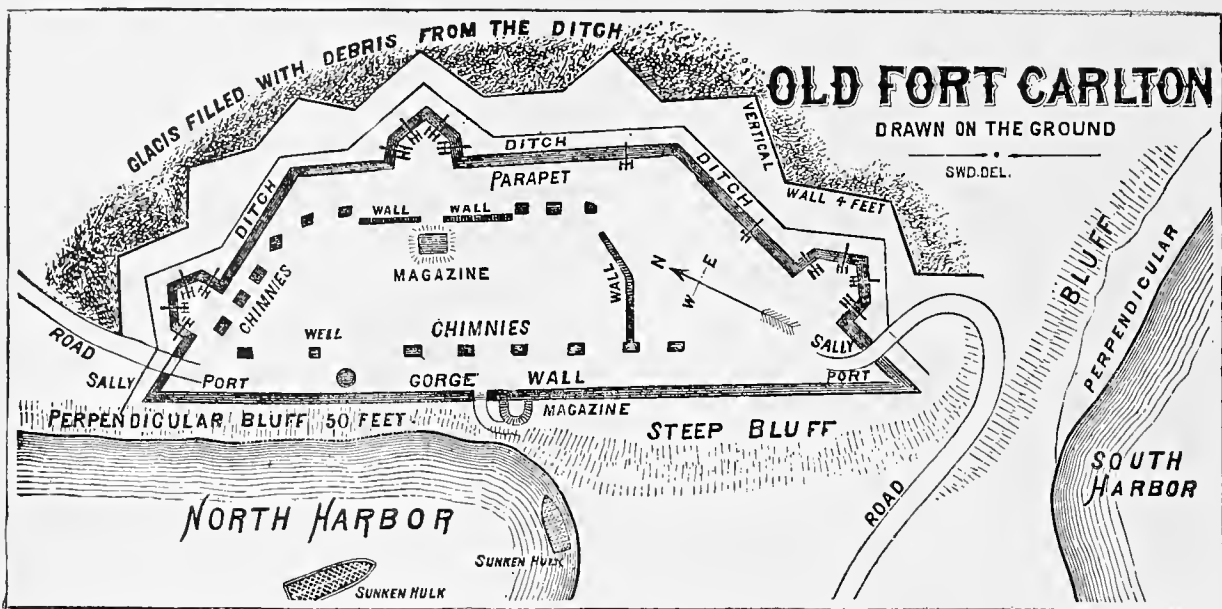 GLACIS FILLED WITH DEBRIS FROM THE DITCH
OLD FORT CARLTON
DRAWN ON THE GROUND
SWD.DEL.
VERTICAL
WALL 4 FEET
DITCH
DITCH
DITCH
PARAPET
WALL
WALL
MAGAZINE
CHIMNIES
WALL
N
E
W
S
BLUFF
PERPENDICULAR
ROAD
WELL
CHIMNIES
SALLY
PORT
SALLY
PORT
GORGE WALL
MAGAZINE
PERPENDICULAR BLUFF 50 FEET
STEEP BLUFF
ROAD
SOUTH
HARBOR
NORTH HARBOR
SUNKEN HULK
SUNKEN HULK